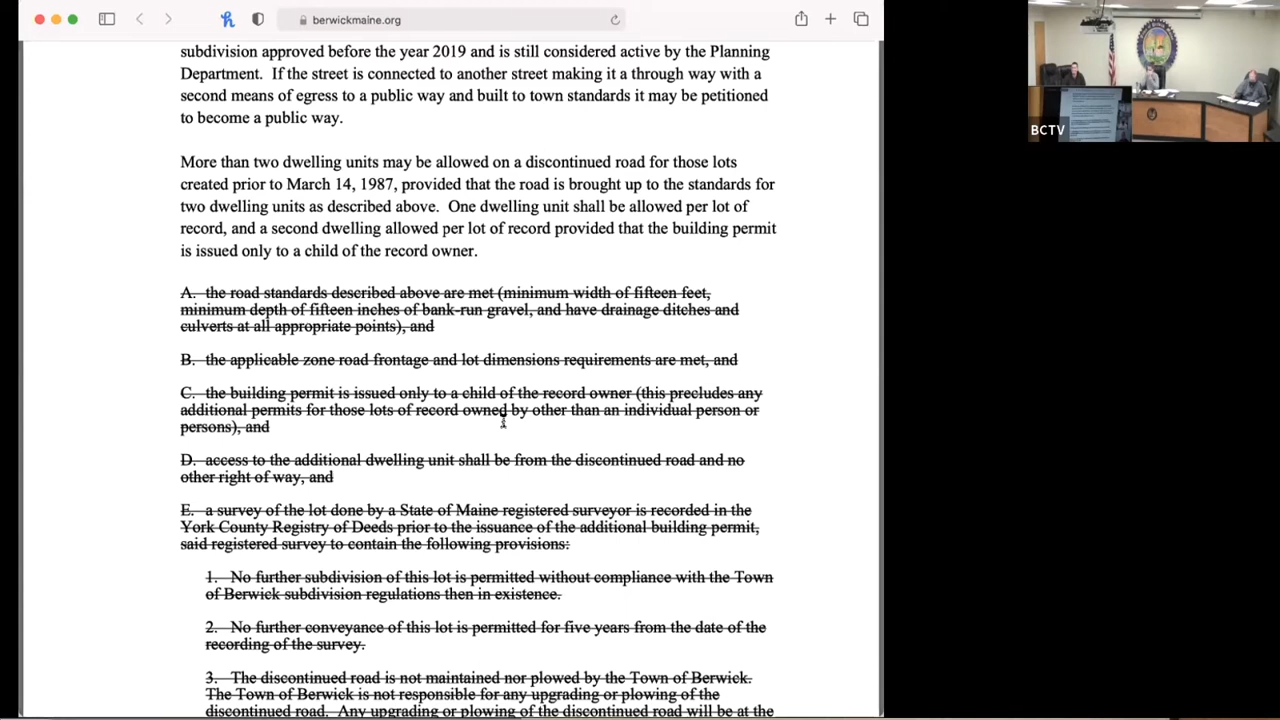 berwickmaine.org
subdivision approved before the year 2019 and is still considered active by the Planning
Department. If the street is connected to another street making it a through way with a
second means of egress to a public way and built to town standards it may be petitioned
to become a public way.
More than two dwelling units may be allowed on a discontinued road for those lots
created prior to March 14, 1987, provided that the road is brought up to the standards for
two dwelling units as described above. One dwelling unit shall be allowed per lot of
record, and a second dwelling allowed per lot of record provided that the building permit
is issued only to a child of the record owner.
A. the road standards described above are met (minimum width of fifteen feet,
minimum depth of fifteen inches of bank-run gravel, and have drainage ditches and
culverts at all appropriate points), and
B. the applicable zone road frontage and lot dimensions requirements are met, and
C. the building permit is issued only to a child of the record owner (this precludes any
additional permits for those lots of record owned by other than an individual person or
persons), and
D. access to the additional dwelling unit shall be from the discontinued road and no
other right of way, and
E. a survey of the lot done by a State of Maine registered surveyor is recorded in the
York County Registry of Deeds prior to the issuance of the additional building permit,
said registered survey to contain the following provisions:
1. No further subdivision of this lot is permitted without compliance with the Town
of Berwick subdivision regulations then in existence.
2. No further conveyance of this lot is permitted for five years from the date of the
recording of the survey.
3. The discontinued road is not maintained nor plowed by the Town of Berwick.
The Town of Berwick is not responsible for any upgrading or plowing of the
discontinued road. Any upgrading or plowing of the discontinued road will be at the
BCTV